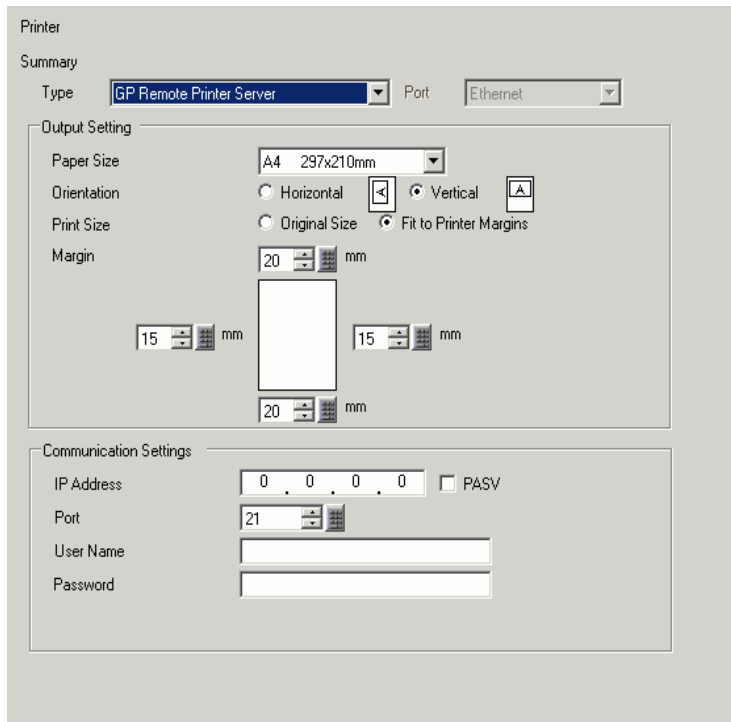 Printer
Summary
Type GP Remote Printer Server Port Ethernet
Output Setting
Paper Size A4 297x210mm
Orientation Horizontal A Vertical A
Print Size Original Size Fit to Printer Margins
Margin 20 mm
15 mm 15 mm
20 mm
Communication Settings
IP Address 0 . 0 . 0 . 0 PASV
Port 21
User Name
Password